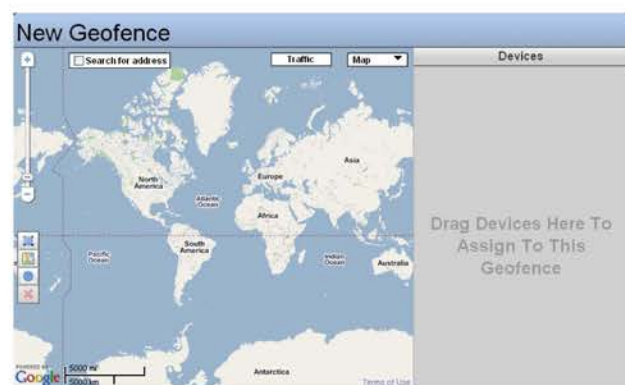 New Geofence
Search for address
Traffic
Map
Devices
North
America
Europe
Asia
Atlantic
Ocean
Africa
Pacific
Ocean
South
America
Indian
Ocean
Australia
Drag Devices Here To
Assign To This
Geofence
Antarctica
POWERED BY
Google
5000 mi
5000 km
Terms of Use